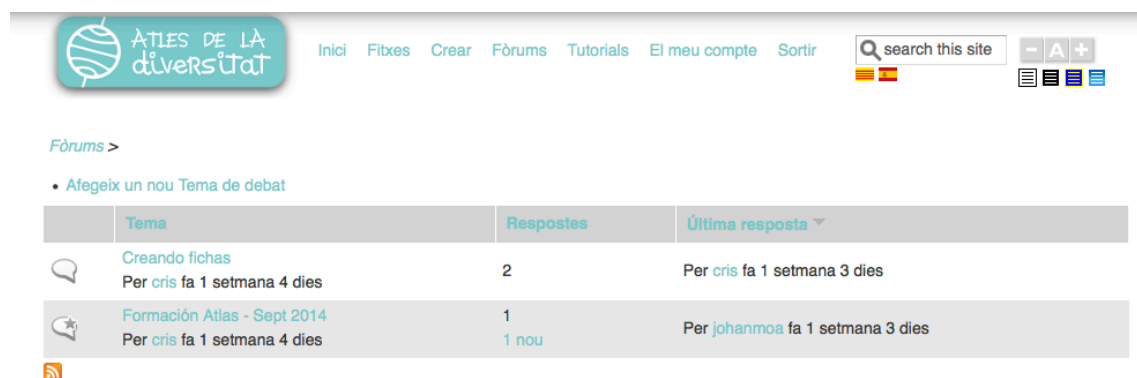 ATLES DE LA
diversitat
Inici Fitxes Crear Fòrums Tutorials El meu compte Sortir
search this site
- A +
Fòrums >
• Afegeix un nou Tema de debat
Tema Respostes Última resposta
Creando fichas
Per cris fa 1 setmana 4 dies
2
Per cris fa 1 setmana 3 dies
Formación Atlas - Sept 2014
Per cris fa 1 setmana 4 dies
1
1 nou
Per johanmoa fa 1 setmana 3 dies